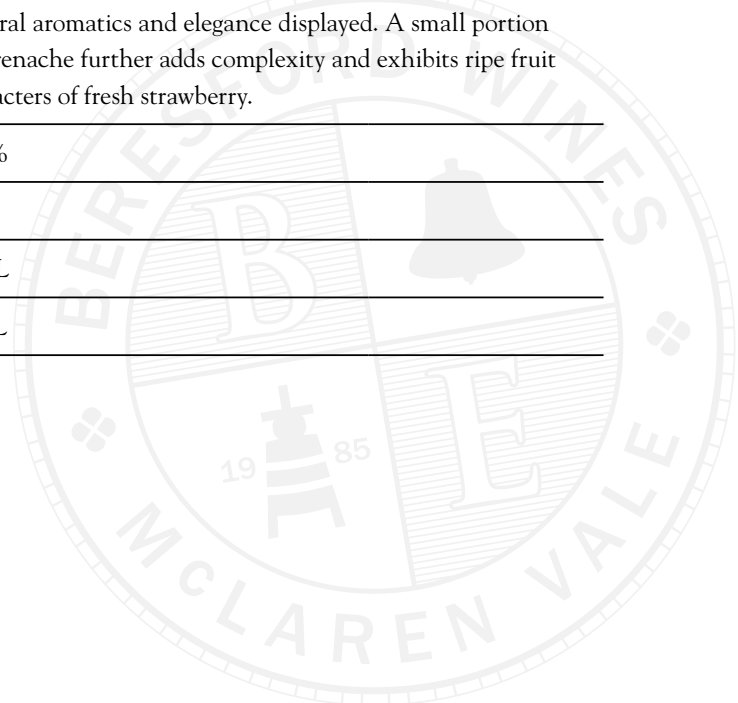 ral aromatics and elegance displayed. A small portion
renache further adds complexity and exhibits ripe fruit
acters of fresh strawberry.
%
L
L
BERESFORD WINES
B
E
19 85
McLAREN VALE